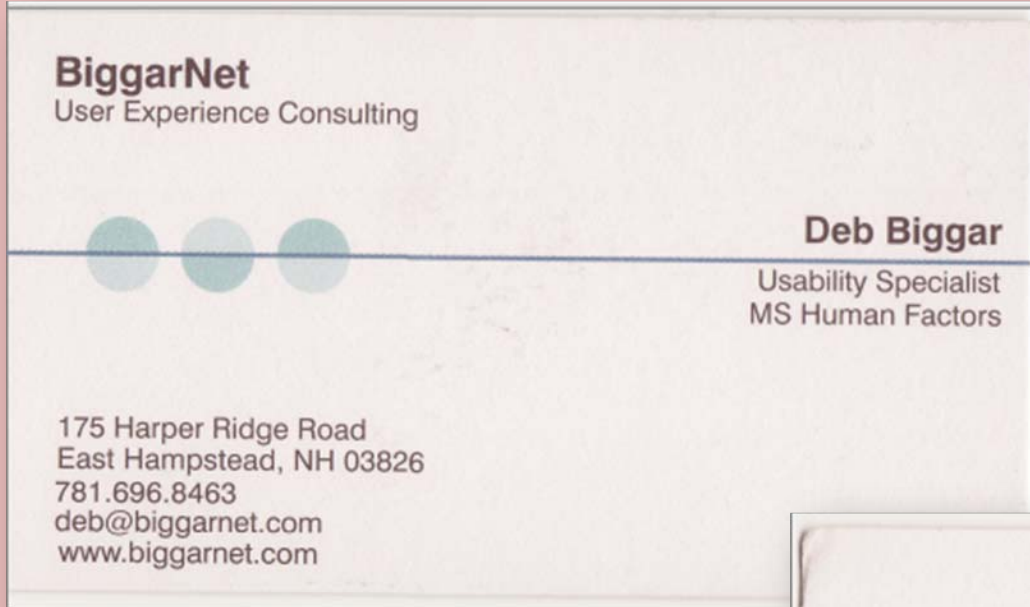 BiggarNet
User Experience Consulting
Deb Biggar
Usability Specialist
MS Human Factors
175 Harper Ridge Road
East Hampstead, NH 03826
781.696.8463
deb@biggarnet.com
www.biggarnet.com